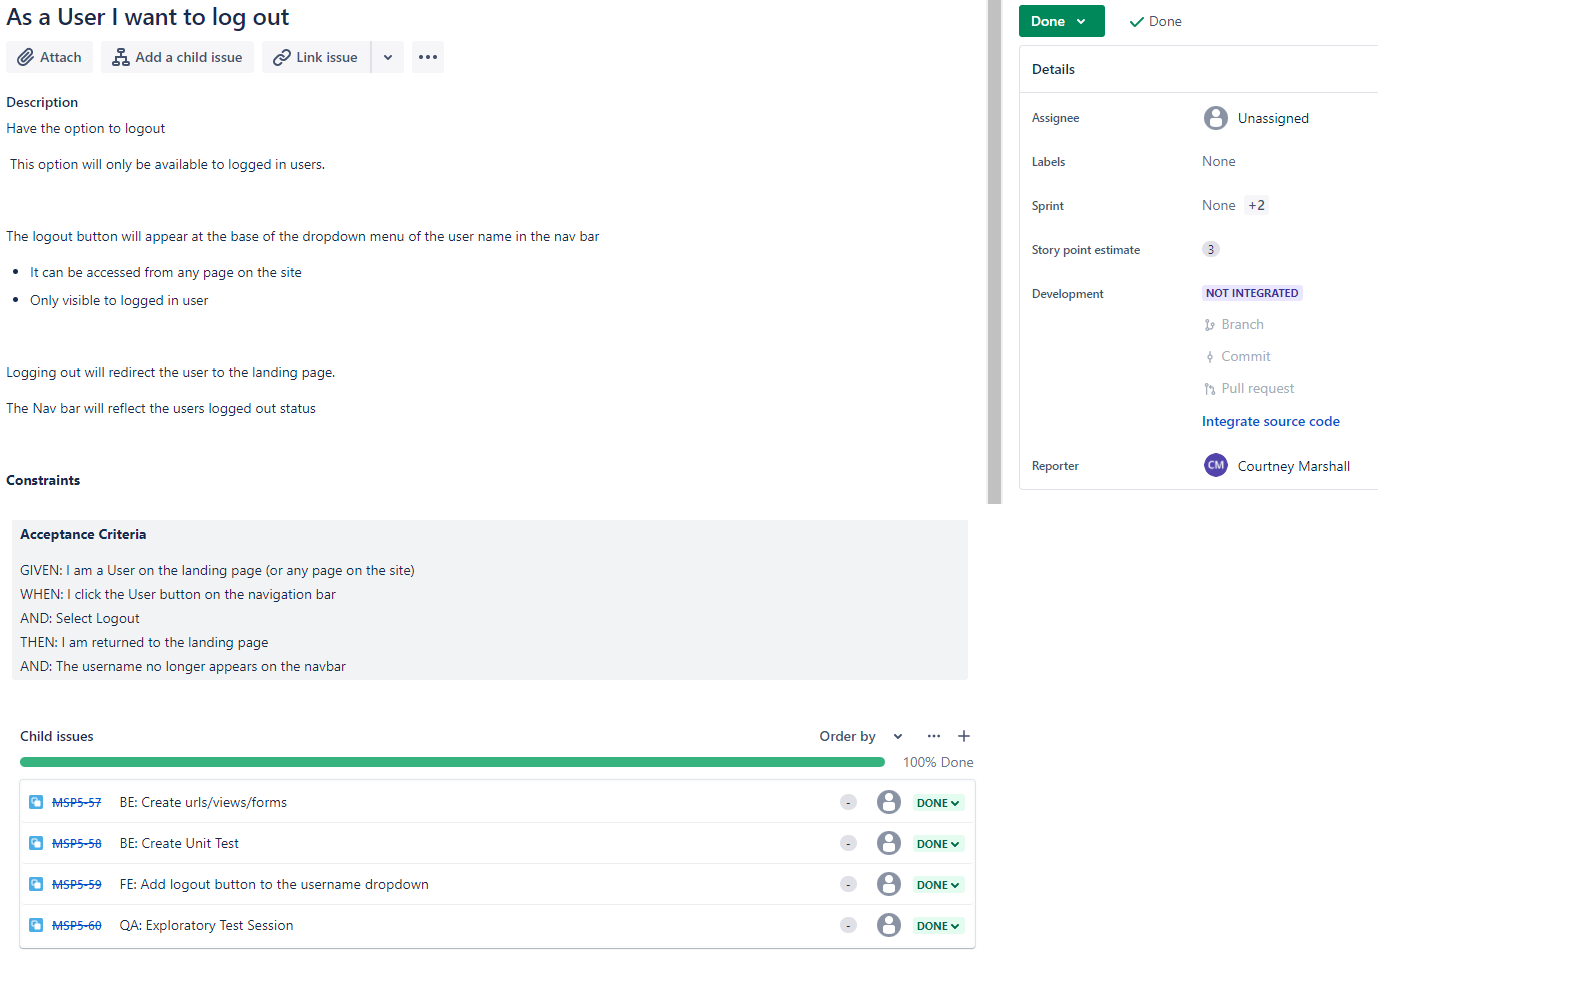 As a User I want to log out
Attach
Add a child issue
Link issue
Description
Have the option to logout
This option will only be available to logged in users.
The logout button will appear at the base of the dropdown menu of the user name in the nav bar
It can be accessed from any page on the site
Only visible to logged in user
Logging out will redirect the user to the landing page.
The Nav bar will reflect the users logged out status
Constraints
Acceptance Criteria
GIVEN: I am a User on the landing page (or any page on the site)
WHEN: I click the User button on the navigation bar
AND: Select Logout
THEN: I am returned to the landing page
AND: The username no longer appears on the navbar
Child issues
Order by
100% Done
MSP5-57 BE: Create urls/views/forms - DONE
MSP5-58 BE: Create Unit Test - DONE
MSP5-59 FE: Add logout button to the username dropdown - DONE
MSP5-60 QA: Exploratory Test Session - DONE
Done
Done
Details
Assignee Unassigned
Labels None
Sprint None +2
Story point estimate 3
Development NOT INTEGRATED
Branch
Commit
Pull request
Integrate source code
Reporter CM Courtney Marshall